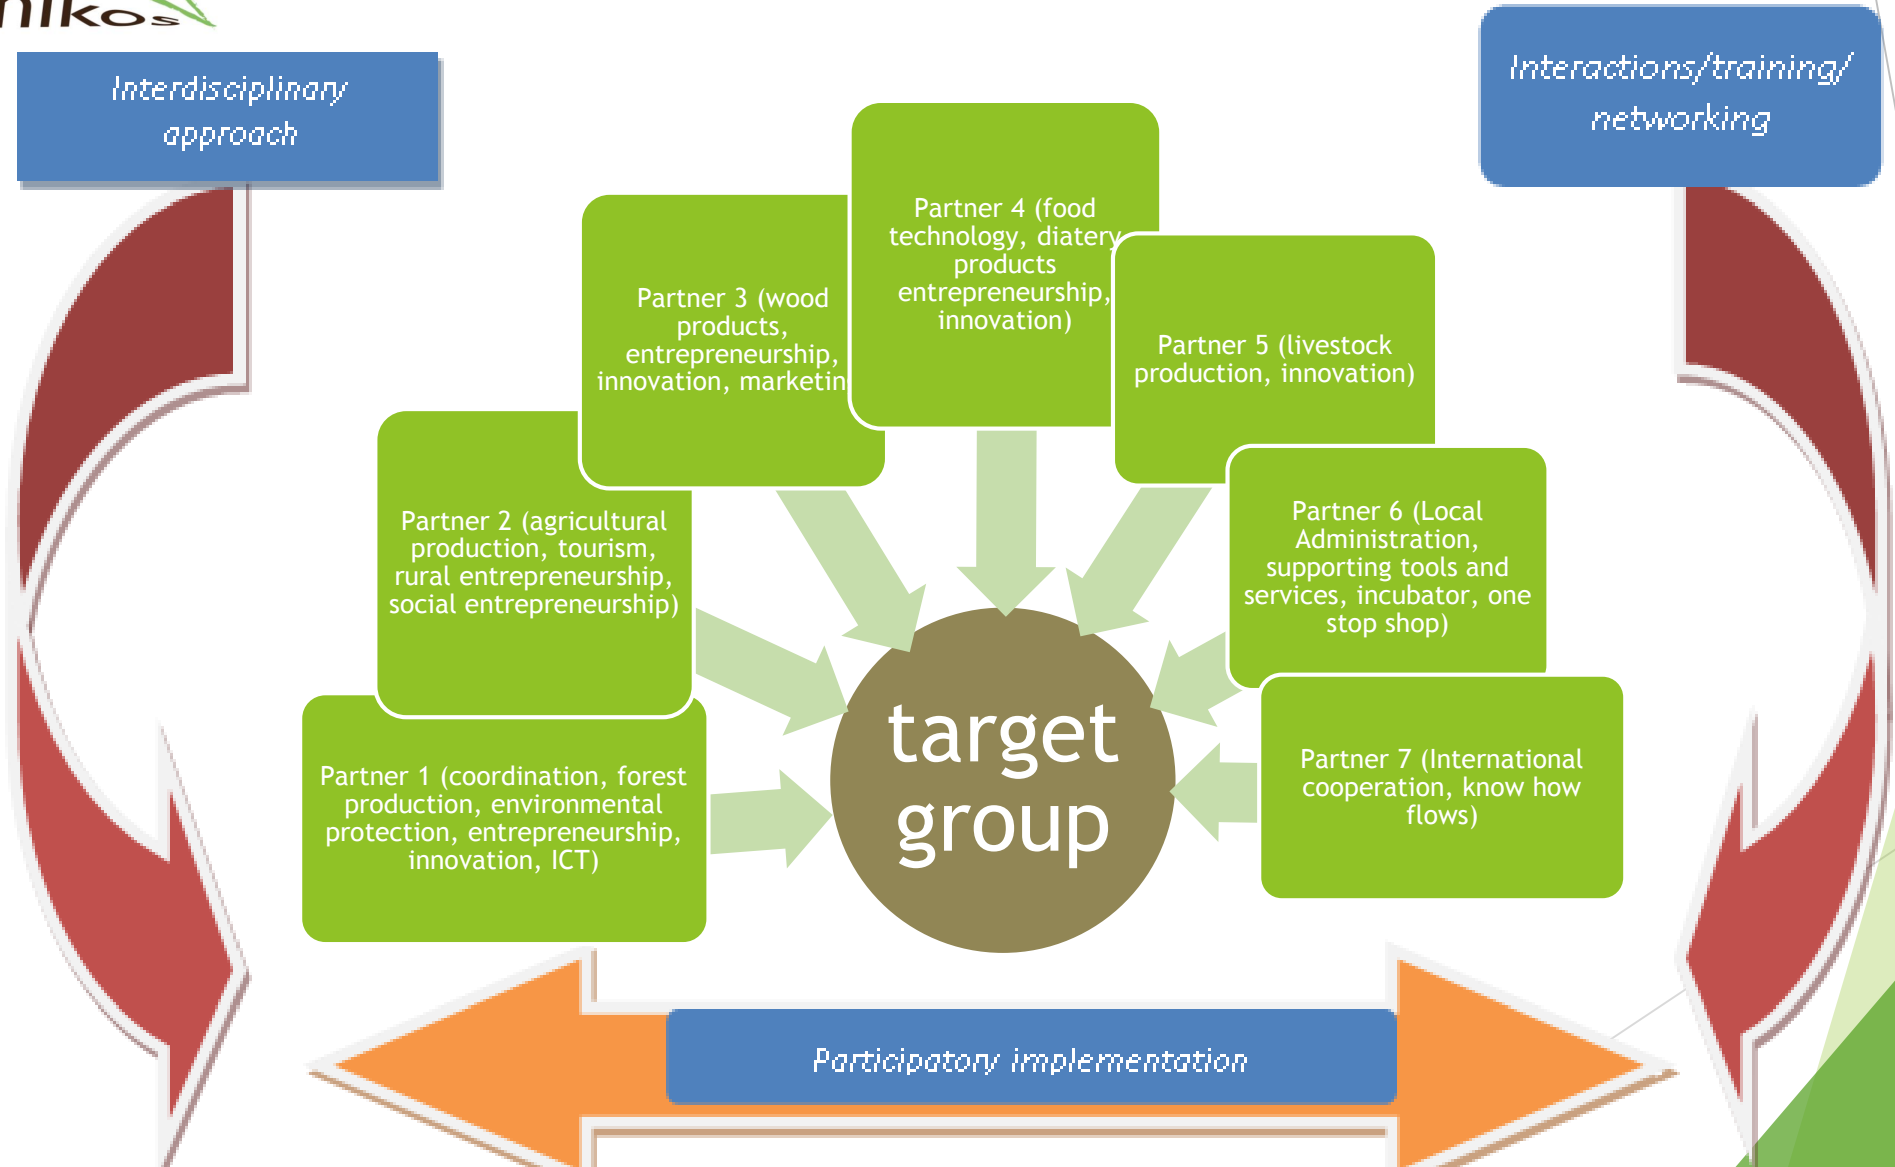 nikos
Interdisciplinary
approach
Interactions/training/
networking
Partner 4 (food
technology, diatery
products
entrepreneurship,
innovation)
Partner 3 (wood
products,
entrepreneurship,
innovation, marketin
Partner 5 (livestock
production, innovation)
Partner 2 (agricultural
production, tourism,
rural entrepreneurship,
social entrepreneurship)
Partner 6 (Local
Administration,
supporting tools and
services, incubator, one
stop shop)
Partner 1 (coordination, forest
production, environmental
protection, entrepreneurship,
innovation, ICT)
target
group
Partner 7 (International
cooperation, know how
flows)
Participatory implementation